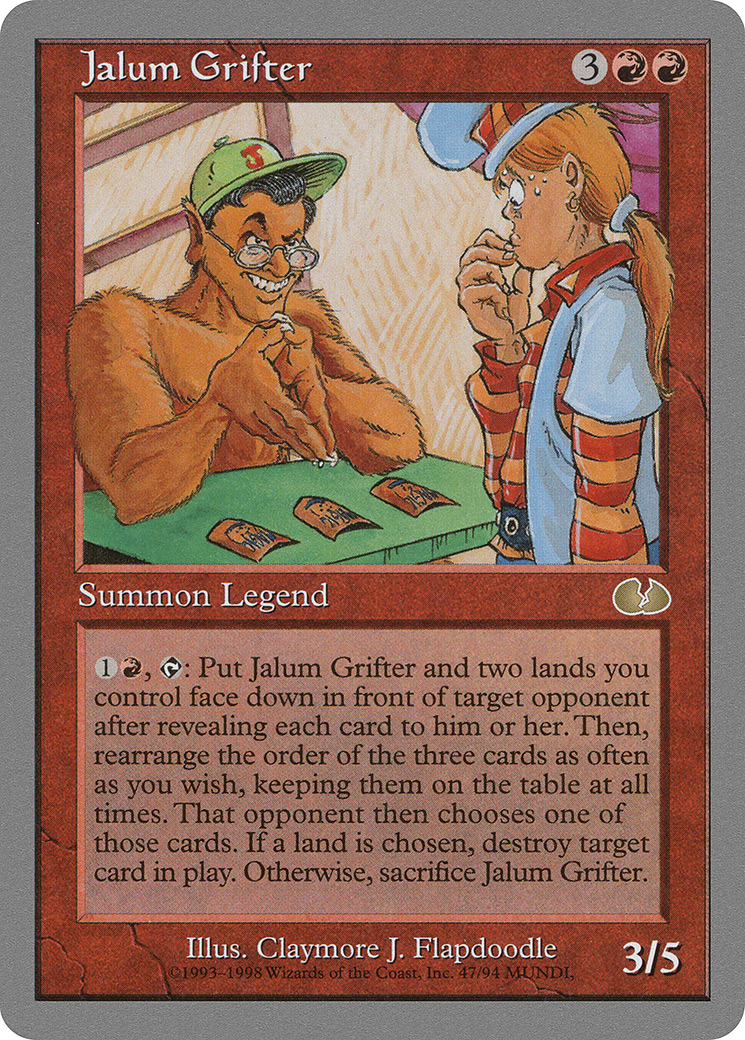 Jalum Grifter
3
J
Summon Legend
1 , : Put Jalum Grifter and two lands you
control face down in front of target opponent
after revealing each card to him or her. Then,
rearrange the order of the three cards as often
as you wish, keeping them on the table at all
times. That opponent then chooses one of
those cards. If a land is chosen, destroy target
card in play. Otherwise, sacrifice Jalum Grifter.
Illus. Claymore J. Flapdoodle
©1993–1998 Wizards of the Coast, Inc. 47/94 MUNDI,
3/5